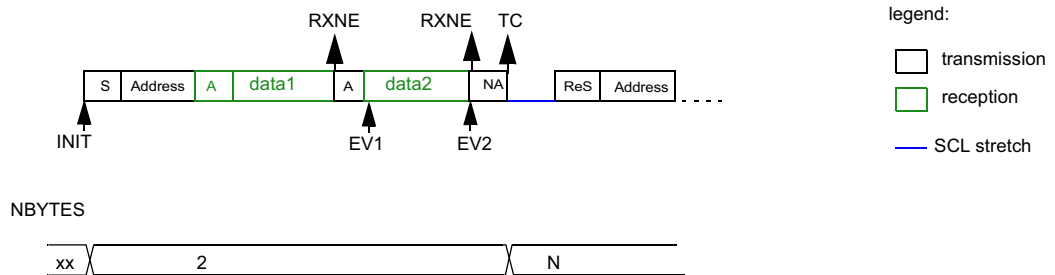 legend:
RXNE RXNE TC
transmission
S Address A data1 A data2 NA ReS Address
reception
INIT EV1 EV2
SCL stretch
NBYTES
xx 2 N